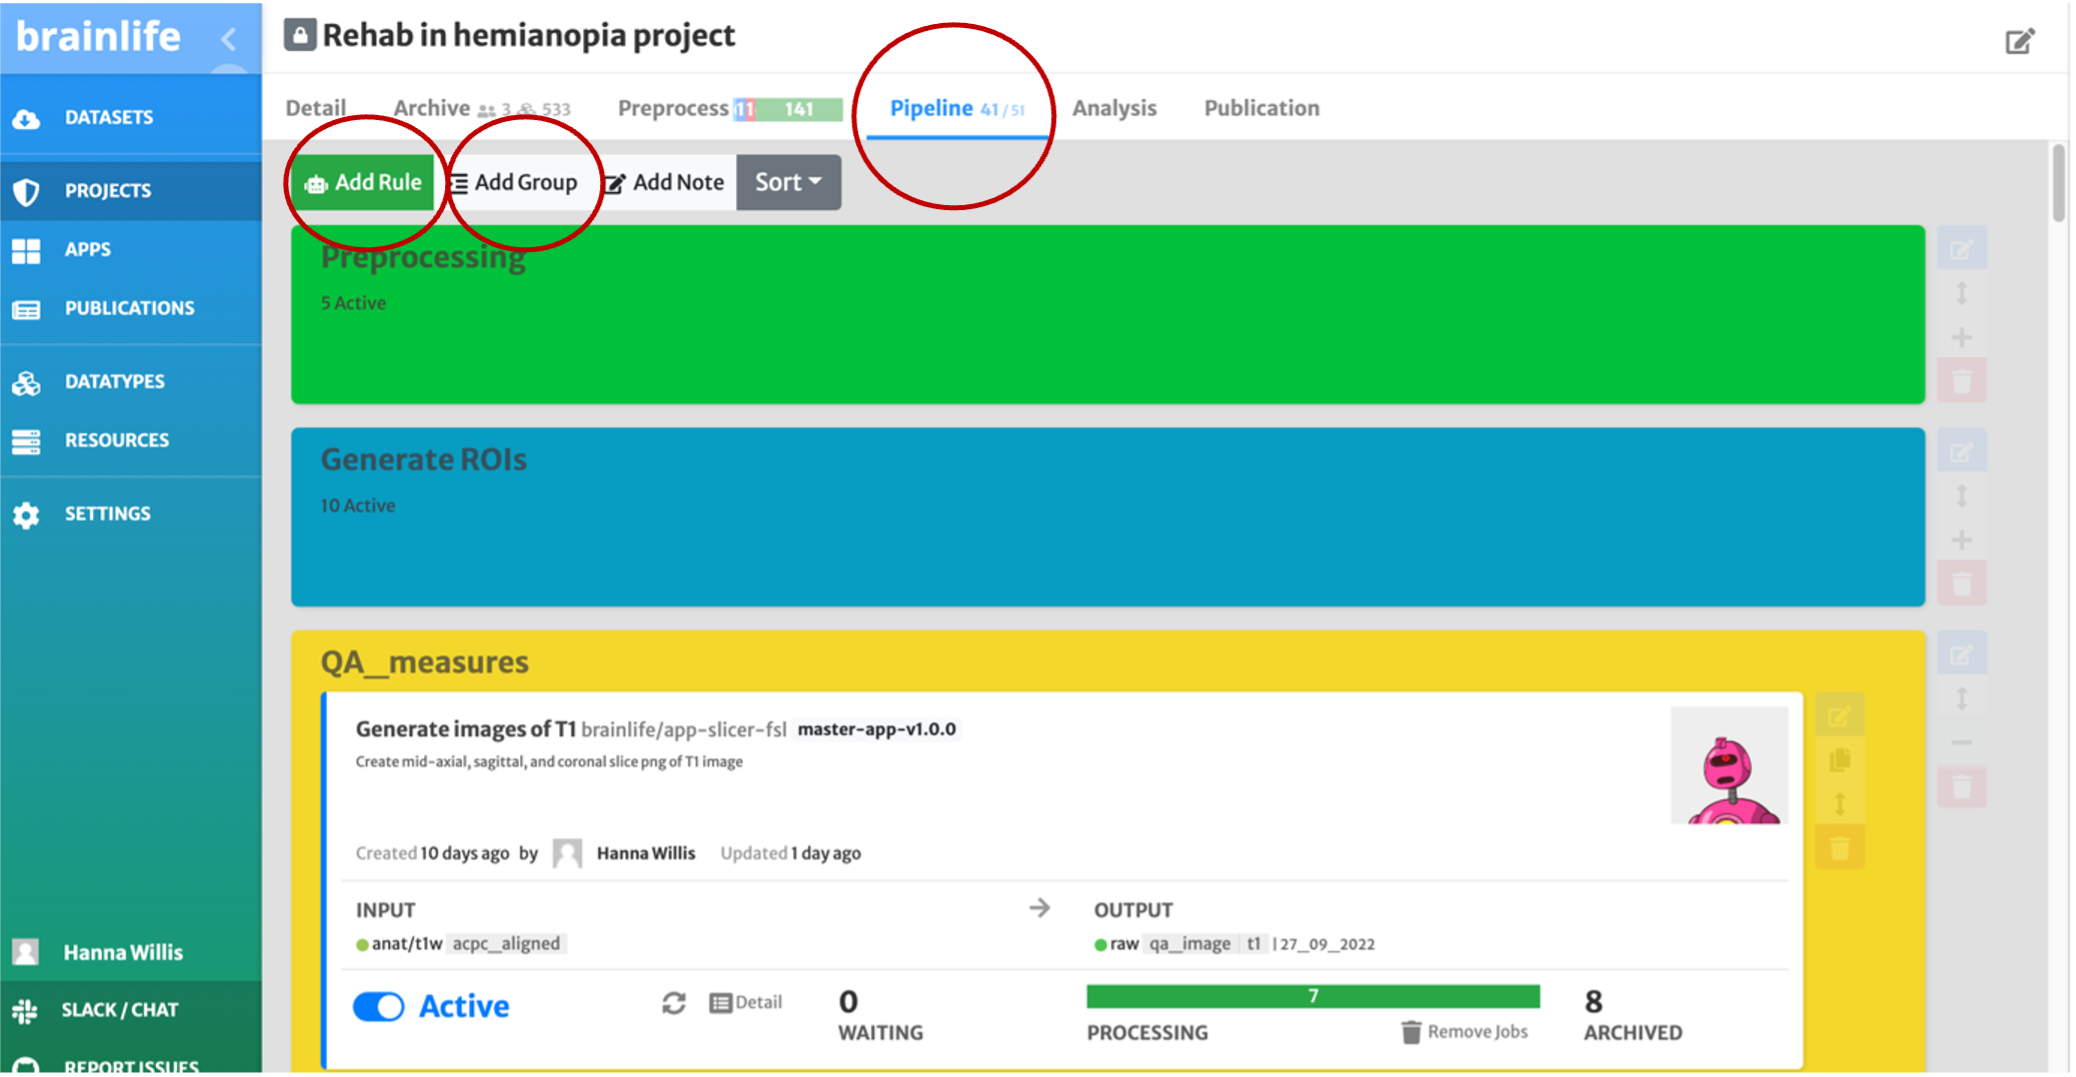 brainlife
Rehab in hemianopia project
Detail Archive 3 533 Preprocess 11 141 Pipeline 41/51 Analysis Publication
Add Rule Add Group Add Note Sort
DATASETS
PROJECTS
APPS
PUBLICATIONS
DATATYPES
RESOURCES
SETTINGS
Hanna Willis
SLACK / CHAT
REPORT ISSUES
Preprocessing
5 Active
Generate ROIs
10 Active
QA_measures
Generate images of T1 brainlife/app-slicer-fsl master-app-v1.0.0
Create mid-axial, sagittal, and coronal slice png of T1 image
Created 10 days ago by Hanna Willis Updated 1 day ago
INPUT OUTPUT
anat/t1w acpc_aligned raw qa_image t1 | 27_09_2022
Active Detail 0 7 8
WAITING PROCESSING Remove Jobs ARCHIVED